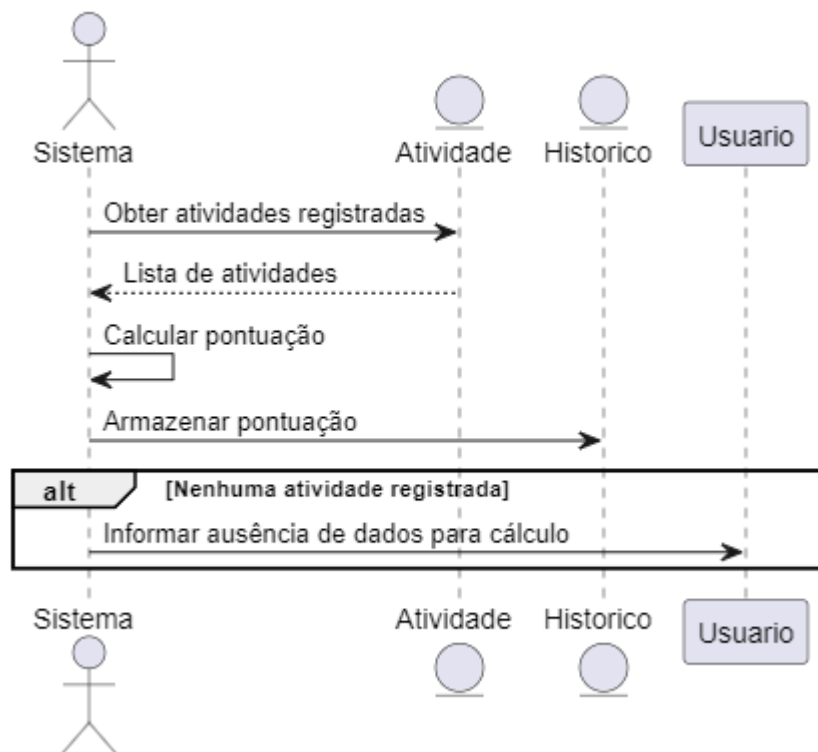 Sistema
Atividade
Historico
Usuario
Obter atividades registradas
Lista de atividades
Calcular pontuação
Armazenar pontuação
alt
[Nenhuma atividade registrada]
Informar ausência de dados para cálculo
Sistema
Atividade
Historico
Usuario